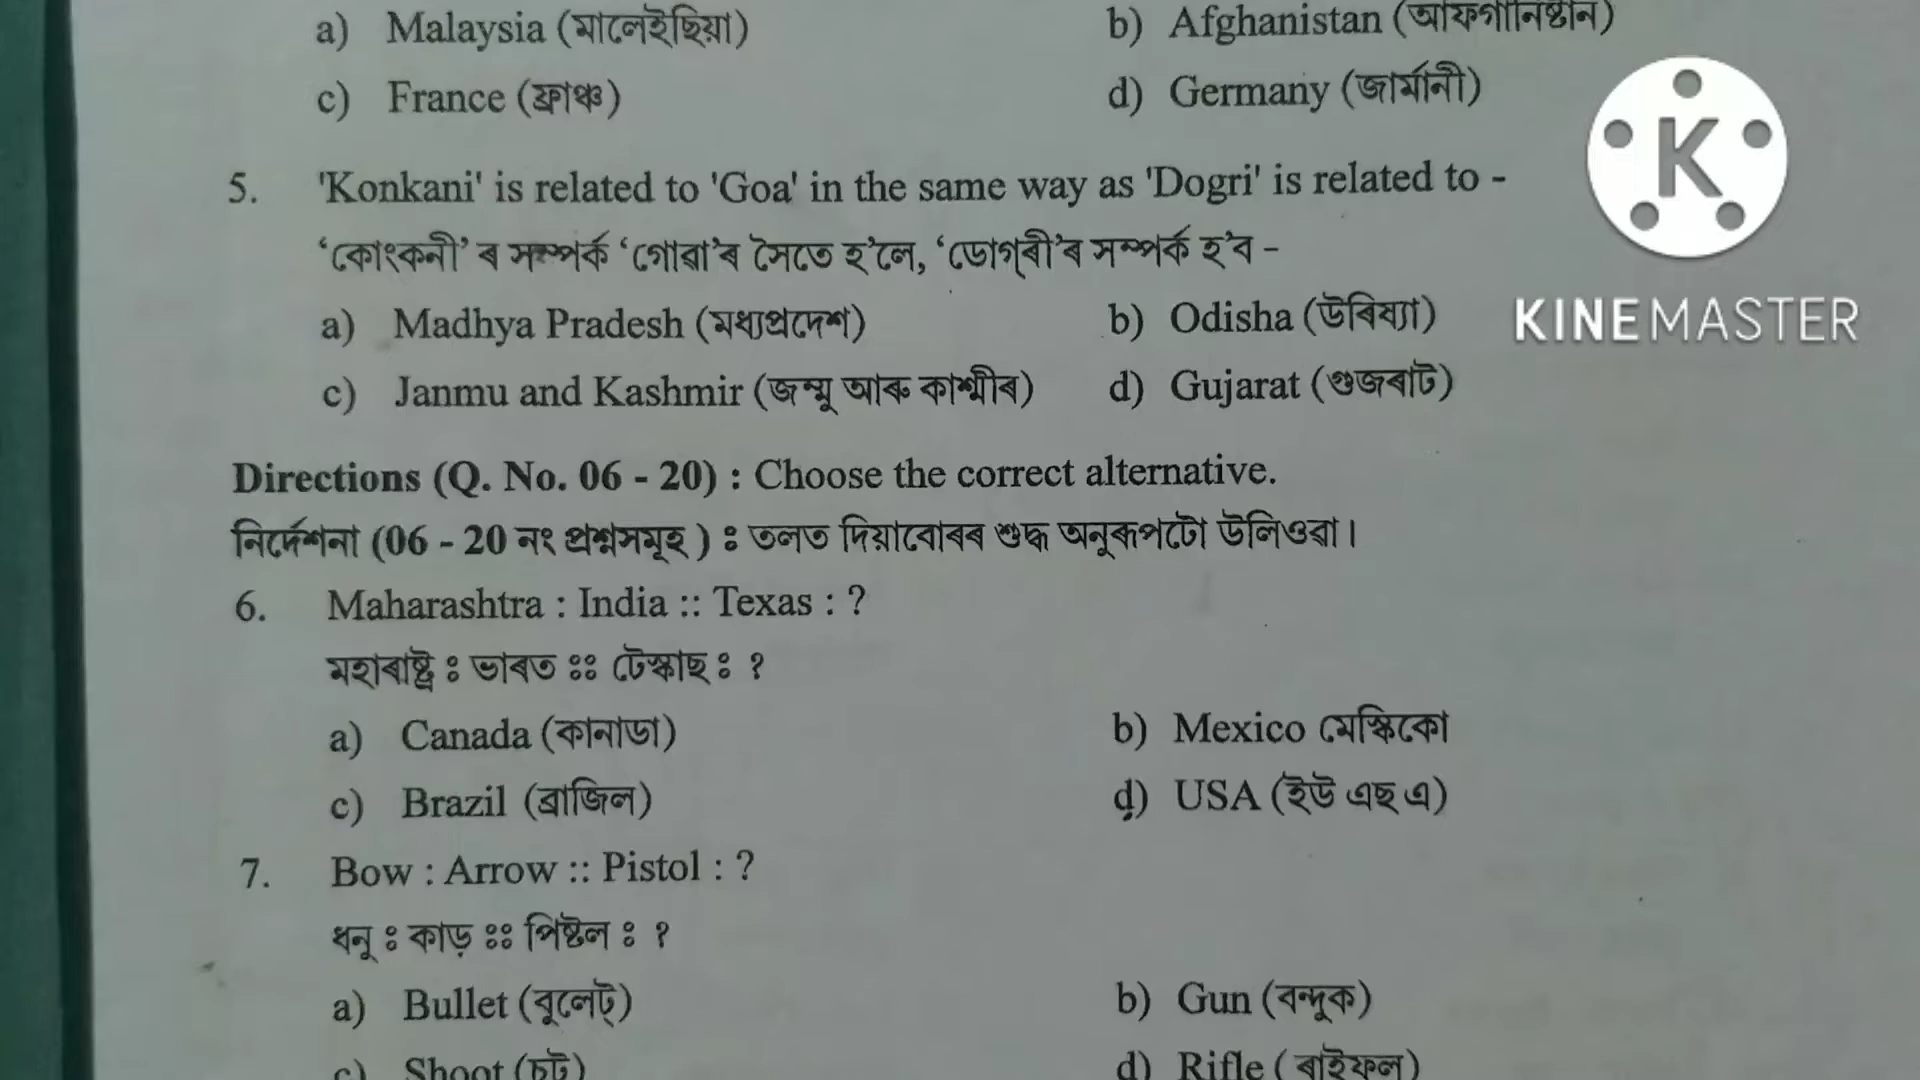 a) Malaysia (মালেইছিয়া) b) Afghanistan (আফগানিষ্টান)
c) France (ফ্ৰাঞ্চ) d) Germany (জাৰ্মানী)
5. 'Konkani' is related to 'Goa' in the same way as 'Dogri' is related to -
‘কোংকনী’ ৰ সম্পৰ্ক ‘গোৱা’ৰ সৈতে হ’লে, ‘ডোগ্ৰী’ৰ সম্পৰ্ক হ’ব –
a) Madhya Pradesh (মধ্যপ্ৰদেশ) b) Odisha (উৰিষ্যা)
c) Janmu and Kashmir (জম্মু আৰু কাশ্মীৰ) d) Gujarat (গুজৰাট)
Directions (Q. No. 06 - 20) : Choose the correct alternative.
নিৰ্দেশনা (06 - 20 নং প্ৰশ্নসমূহ ) ঃ তলত দিয়াবোৰৰ শুদ্ধ অনুৰূপটো উলিওৱা।
6. Maharashtra : India :: Texas : ?
মহাৰাষ্ট্ৰ ঃ ভাৰত ঃঃ টেক্সাছ ঃ ?
a) Canada (কানাডা) b) Mexico মেক্সিকো
c) Brazil (ব্ৰাজিল) d) USA (ইউ এছ এ)
7. Bow : Arrow :: Pistol : ?
ধনু ঃ কাড় ঃঃ পিষ্টল ঃ ?
a) Bullet (বুলেট্) b) Gun (বন্দুক)
c) Shoot (চুট) d) Rifle ( ৰাইফল)
K
KINEMASTER